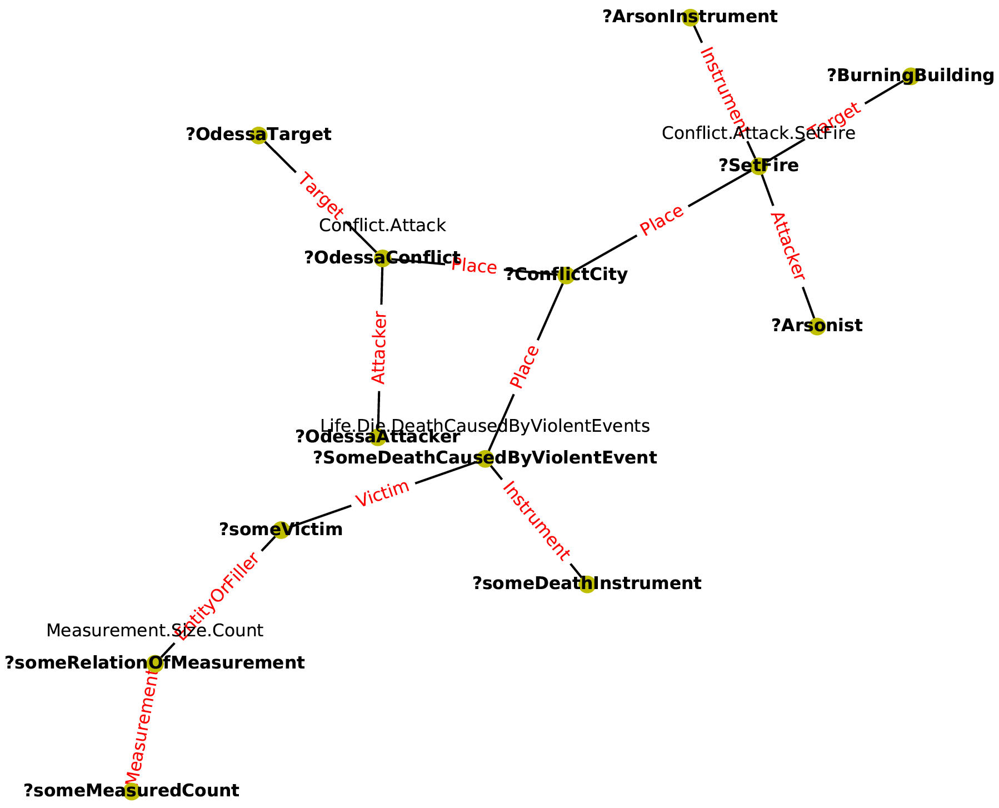 ?ArsonInstrument
Instrument
?BurningBuilding
Target
?OdessaTarget
Conflict.Attack.SetFire
?SetFire
Target
Place
Attacker
Conflict.Attack
?OdessaConflict
Place
?ConflictCity
Attacker
?Arsonist
Place
Life.Die.DeathCausedByViolentEvents
?OdessaAttacker
?SomeDeathCausedByViolentEvent
Victim
Instrument
?someVictim
EntityOrFiller
?someDeathInstrument
Measurement.Size.Count
?someRelationOfMeasurement
Measurement
?someMeasuredCount